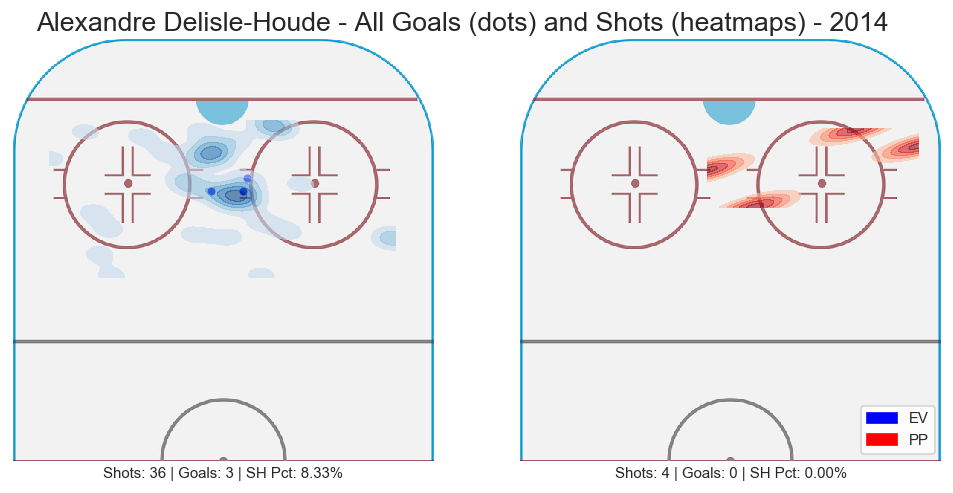 Alexandre Delisle-Houde - All Goals (dots) and Shots (heatmaps) - 2014
EV
PP
Shots: 36 | Goals: 3 | SH Pct: 8.33%
Shots: 4 | Goals: 0 | SH Pct: 0.00%